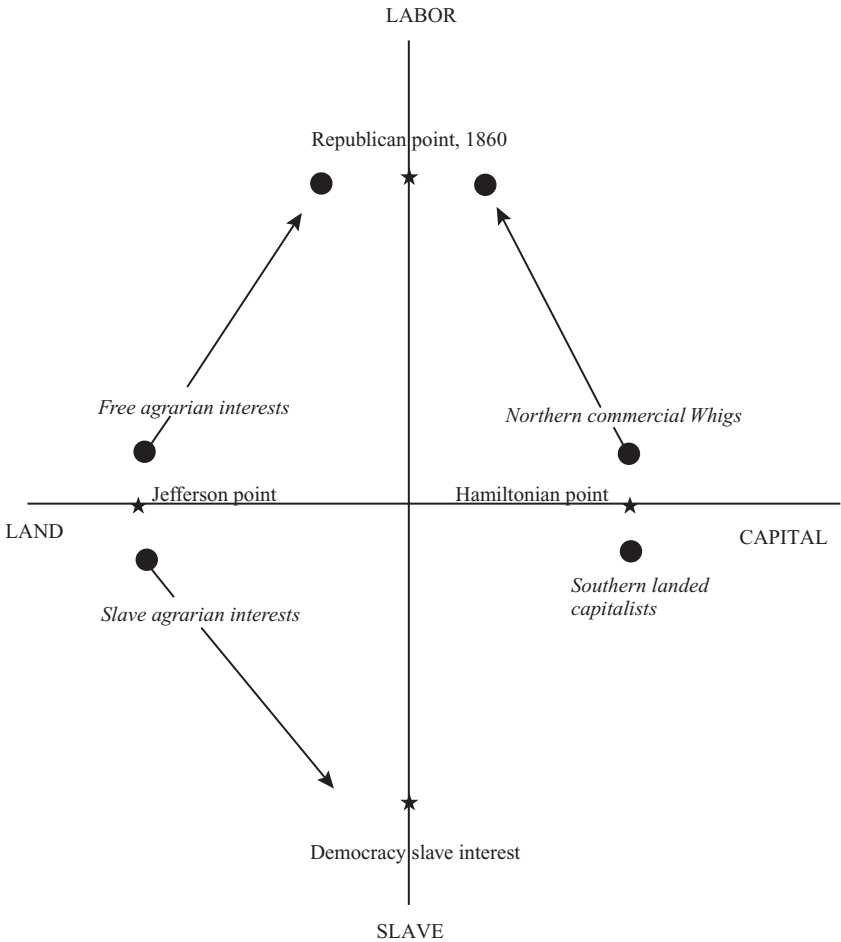 LABOR
Republican point, 1860
Free agrarian interests
Northern commercial Whigs
Jefferson point
Hamiltonian point
LAND
CAPITAL
Southern landed
capitalists
Slave agrarian interests
Democracy slave interest
SLAVE